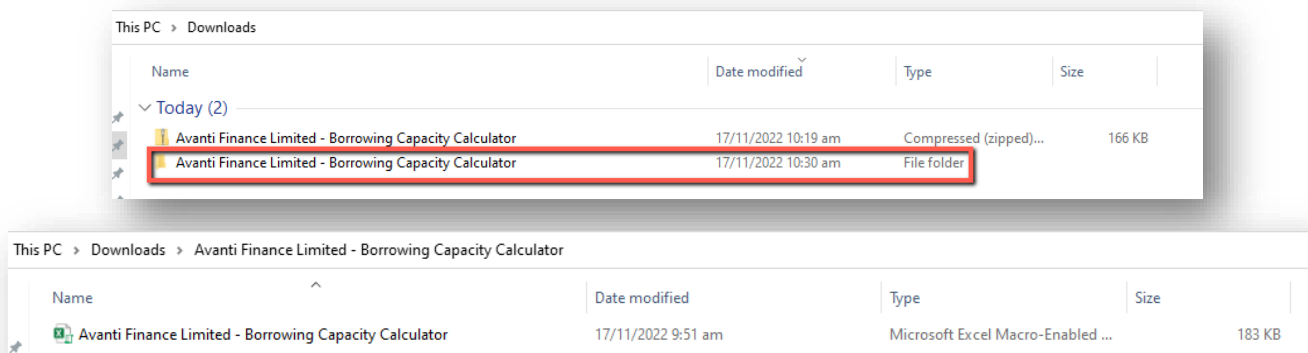 This PC > Downloads
Name Date modified Type Size
Today (2)
Avanti Finance Limited - Borrowing Capacity Calculator 17/11/2022 10:19 am Compressed (zipped)... 166 KB
Avanti Finance Limited - Borrowing Capacity Calculator 17/11/2022 10:30 am File folder
This PC > Downloads > Avanti Finance Limited - Borrowing Capacity Calculator
Name Date modified Type Size
Avanti Finance Limited - Borrowing Capacity Calculator 17/11/2022 9:51 am Microsoft Excel Macro-Enabled ... 183 KB